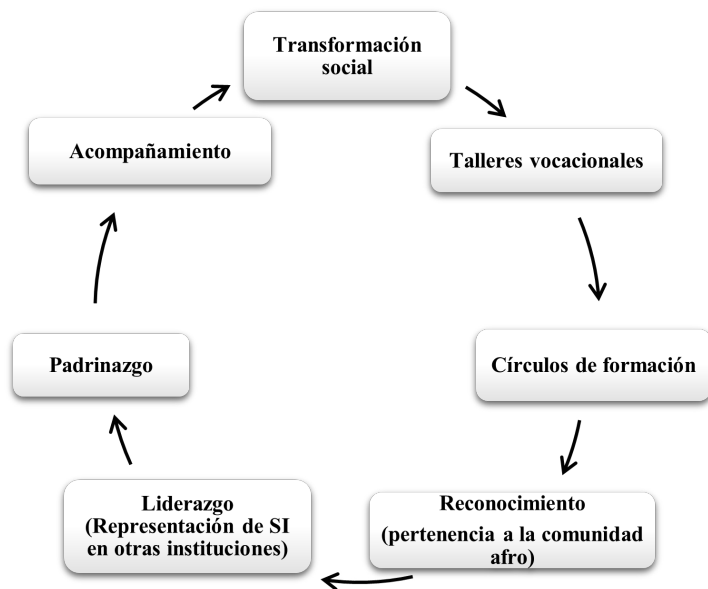 Transformación
social
Talleres vocacionales
Círculos de formación
Reconocimiento
(pertenencia a la comunidad
afro)
Liderazgo
(Representación de SI
en otras instituciones)
Padrinazgo
Acompañamiento